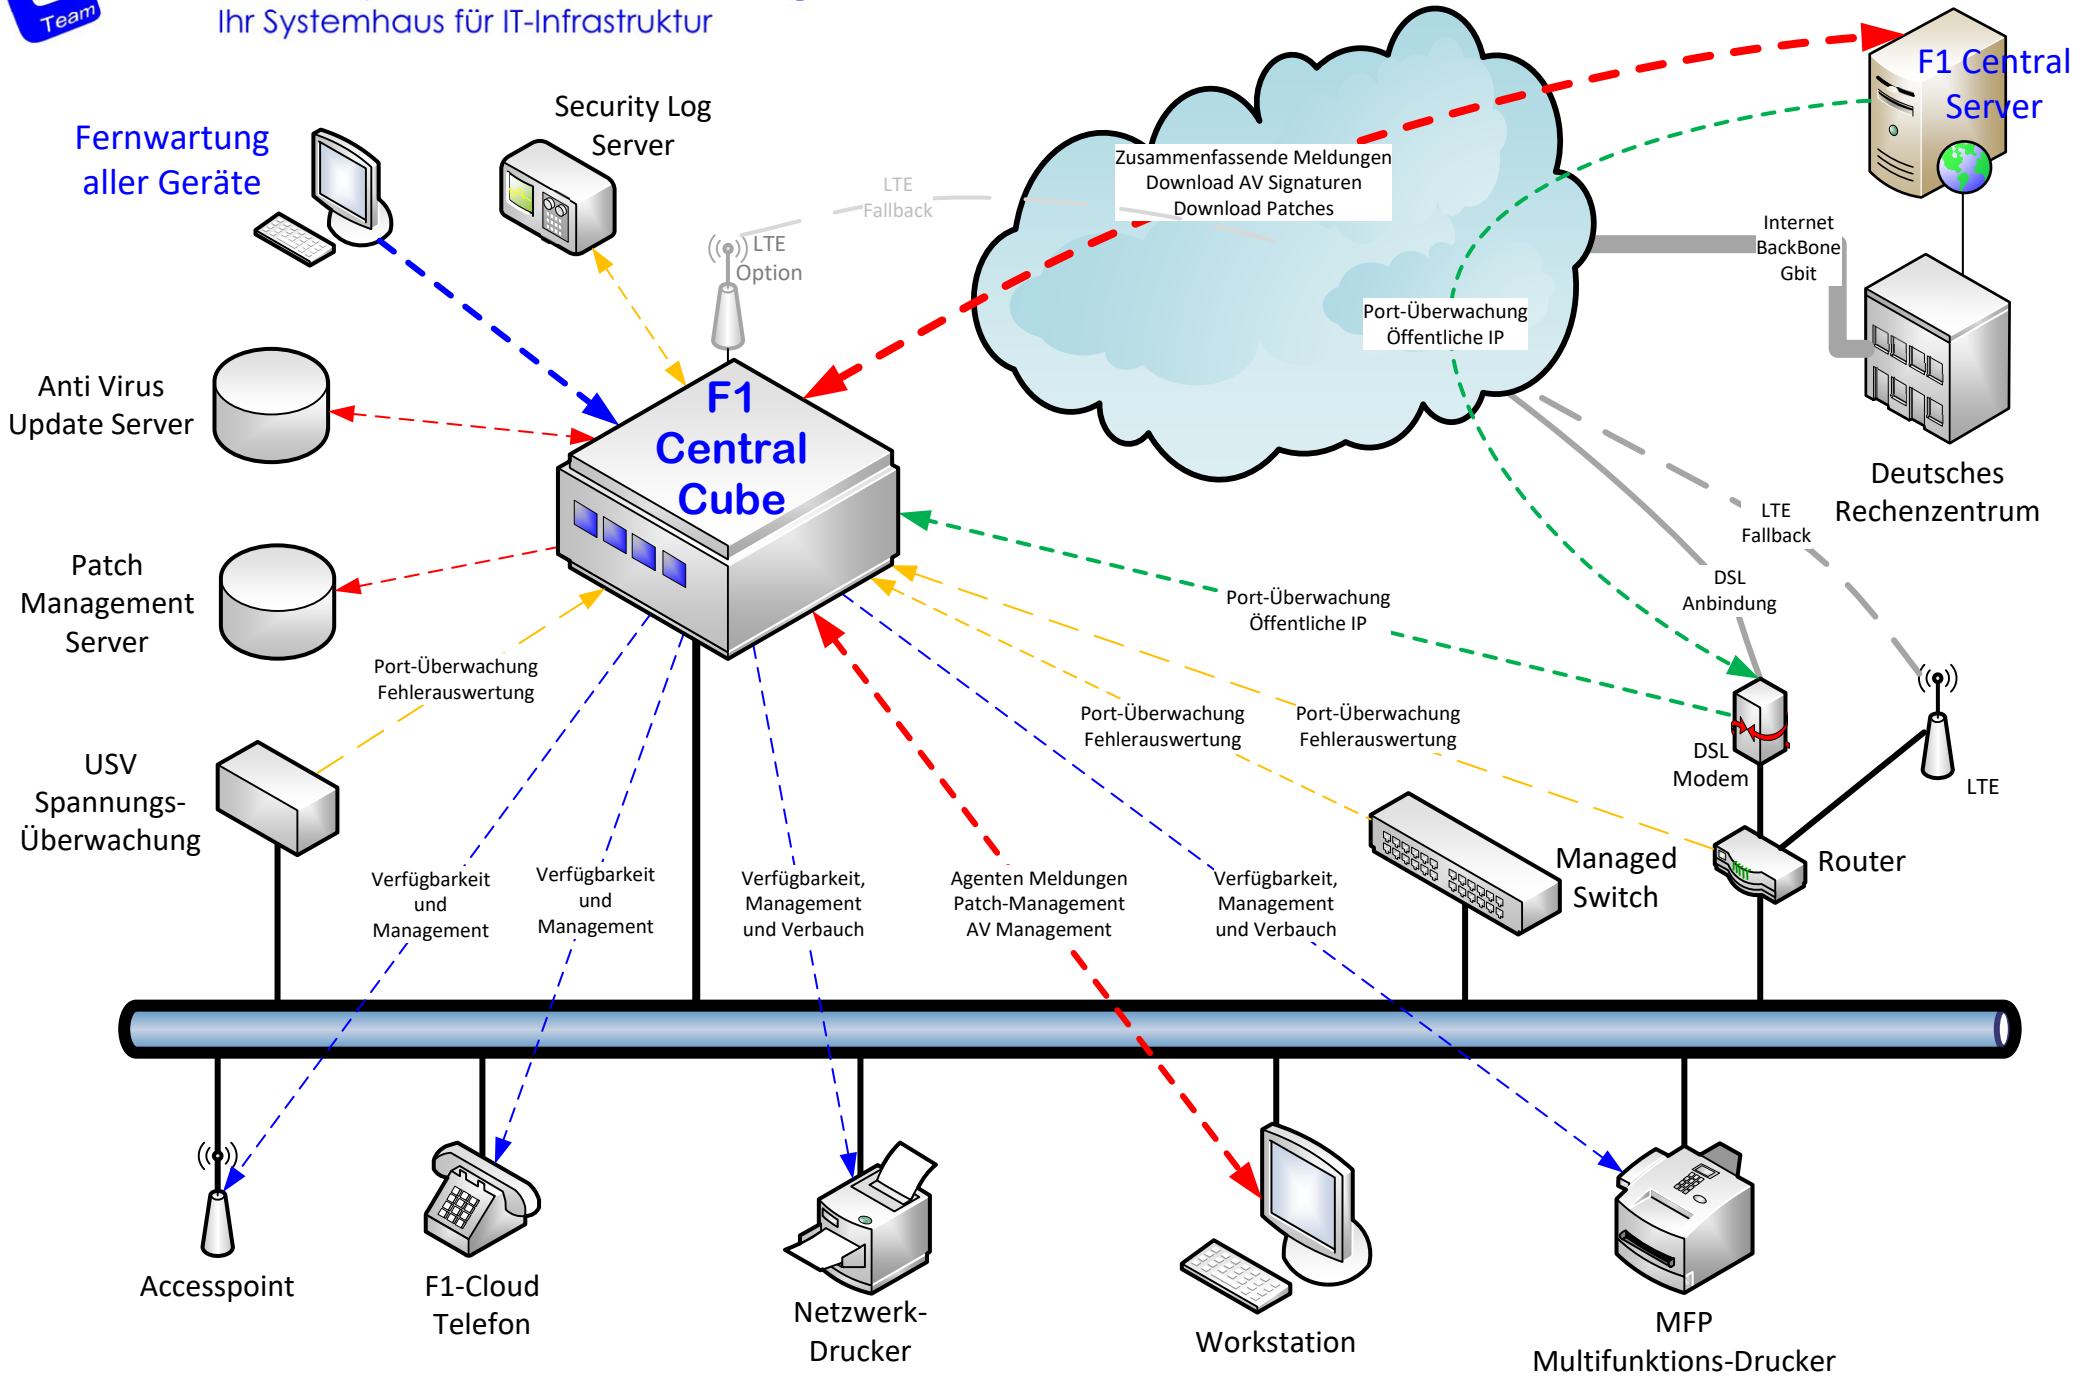 Team
Ihr Systemhaus für IT-Infrastruktur
F1 Central
Server
Security Log
Server
Fernwartung
aller Geräte
Zusammenfassende Meldungen
Download AV Signaturen
Download Patches
LTE
Fallback
LTE
Option
Internet
BackBone
Gbit
Port-Überwachung
Öffentliche IP
Anti Virus
Update Server
F1
Central
Cube
Deutsches
Rechenzentrum
LTE
Fallback
Patch
Management
Server
DSL
Anbindung
Port-Überwachung
Öffentliche IP
Port-Überwachung
Fehlerauswertung
Port-Überwachung
Fehlerauswertung
Port-Überwachung
Fehlerauswertung
DSL
Modem
LTE
USV
Spannungs-
Überwachung
Managed
Switch
Router
Verfügbarkeit
und
Management
Verfügbarkeit
und
Management
Verfügbarkeit,
Management
und Verbauch
Agenten Meldungen
Patch-Management
AV Management
Verfügbarkeit,
Management
und Verbauch
Accesspoint
F1-Cloud
Telefon
Netzwerk-
Drucker
Workstation
MFP
Multifunktions-Drucker